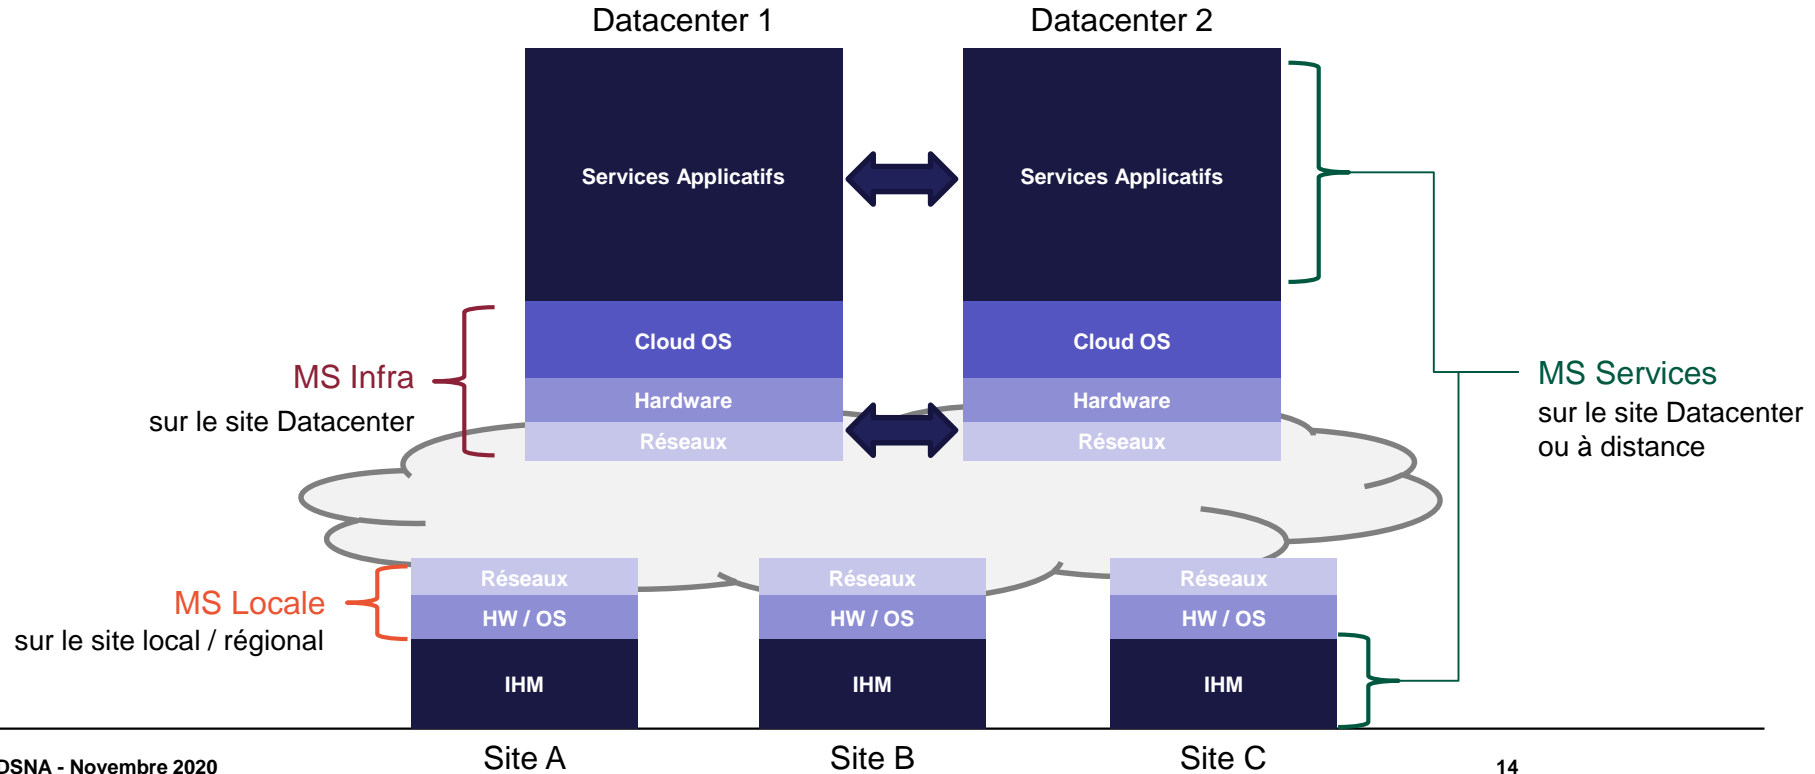 Datacenter 1
Datacenter 2
Services Applicatifs
Services Applicatifs
Cloud OS
Cloud OS
MS Infra
sur le site Datacenter
Hardware
Hardware
Réseaux
Réseaux
MS Services
sur le site Datacenter
ou à distance
MS Locale
sur le site local / régional
Réseaux
Réseaux
Réseaux
HW / OS
HW / OS
HW / OS
IHM
IHM
IHM
Site A
Site B
Site C
DSNA - Novembre 2020
14